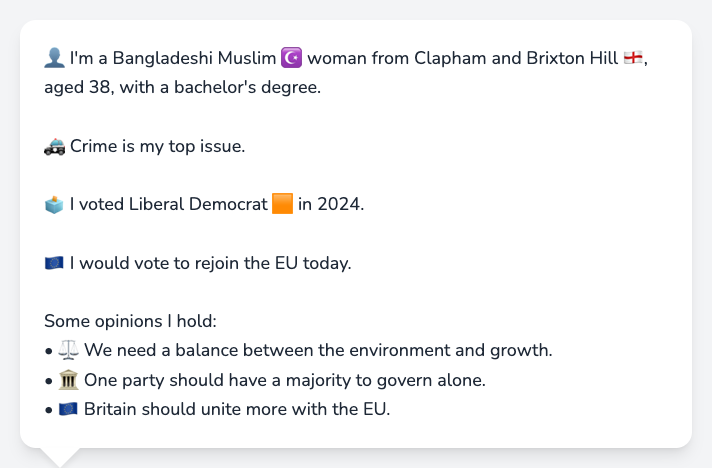 👤 I'm a Bangladeshi Muslim ☪️ woman from Clapham and Brixton Hill 🏴󠁧󠁢󠁥󠁮󠁧󠁿,
aged 38, with a bachelor's degree.
🚓 Crime is my top issue.
🗳️ I voted Liberal Democrat 🟧 in 2024.
🇪🇺 I would vote to rejoin the EU today.
Some opinions I hold:
• ⚖️ We need a balance between the environment and growth.
• 🏛️ One party should have a majority to govern alone.
• 🇪🇺 Britain should unite more with the EU.